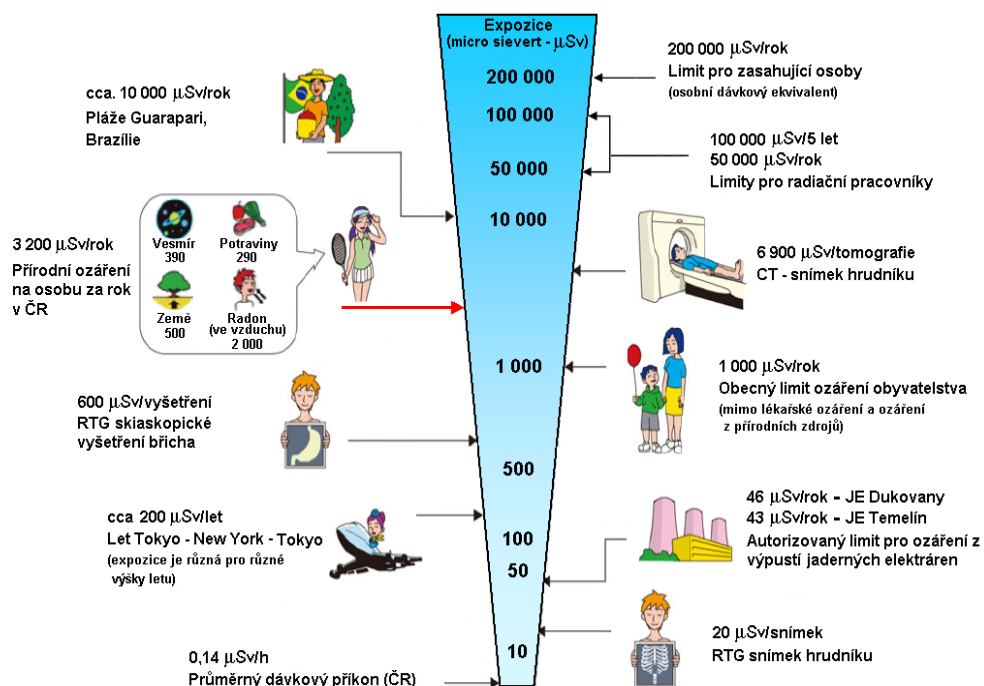 Expozice
(micro sievert - µSv)
200 000
100 000
50 000
10 000
1 000
500
100
50
10
cca. 10 000 µSv/rok
Pláže Guarapari,
Brazílie
3 200 µSv/rok
Přírodní ozáření
na osobu za rok
v ČR
Vesmír
390
Potraviny
290
Země
500
Radon
(ve vzduchu)
2 000
600 µSv/vyšetření
RTG skiaskopické
vyšetření břicha
cca 200 µSv/let
Let Tokyo - New York - Tokyo
(expozice je různá pro různé
výšky letu)
0,14 µSv/h
Průměrný dávkový příkon (ČR)
200 000 µSv/rok
Limit pro zasahující osoby
(osobní dávkový ekvivalent)
100 000 µSv/5 let
50 000 µSv/rok
Limity pro radiační pracovníky
6 900 µSv/tomografie
CT - snímek hrudníku
1 000 µSv/rok
Obecný limit ozáření obyvatelstva
(mimo lékařské ozáření a ozáření
z přírodních zdrojů)
46 µSv/rok - JE Dukovany
43 µSv/rok - JE Temelín
Autorizovaný limit pro ozáření z
výpustí jaderných elektráren
20 µSv/snímek
RTG snímek hrudníku